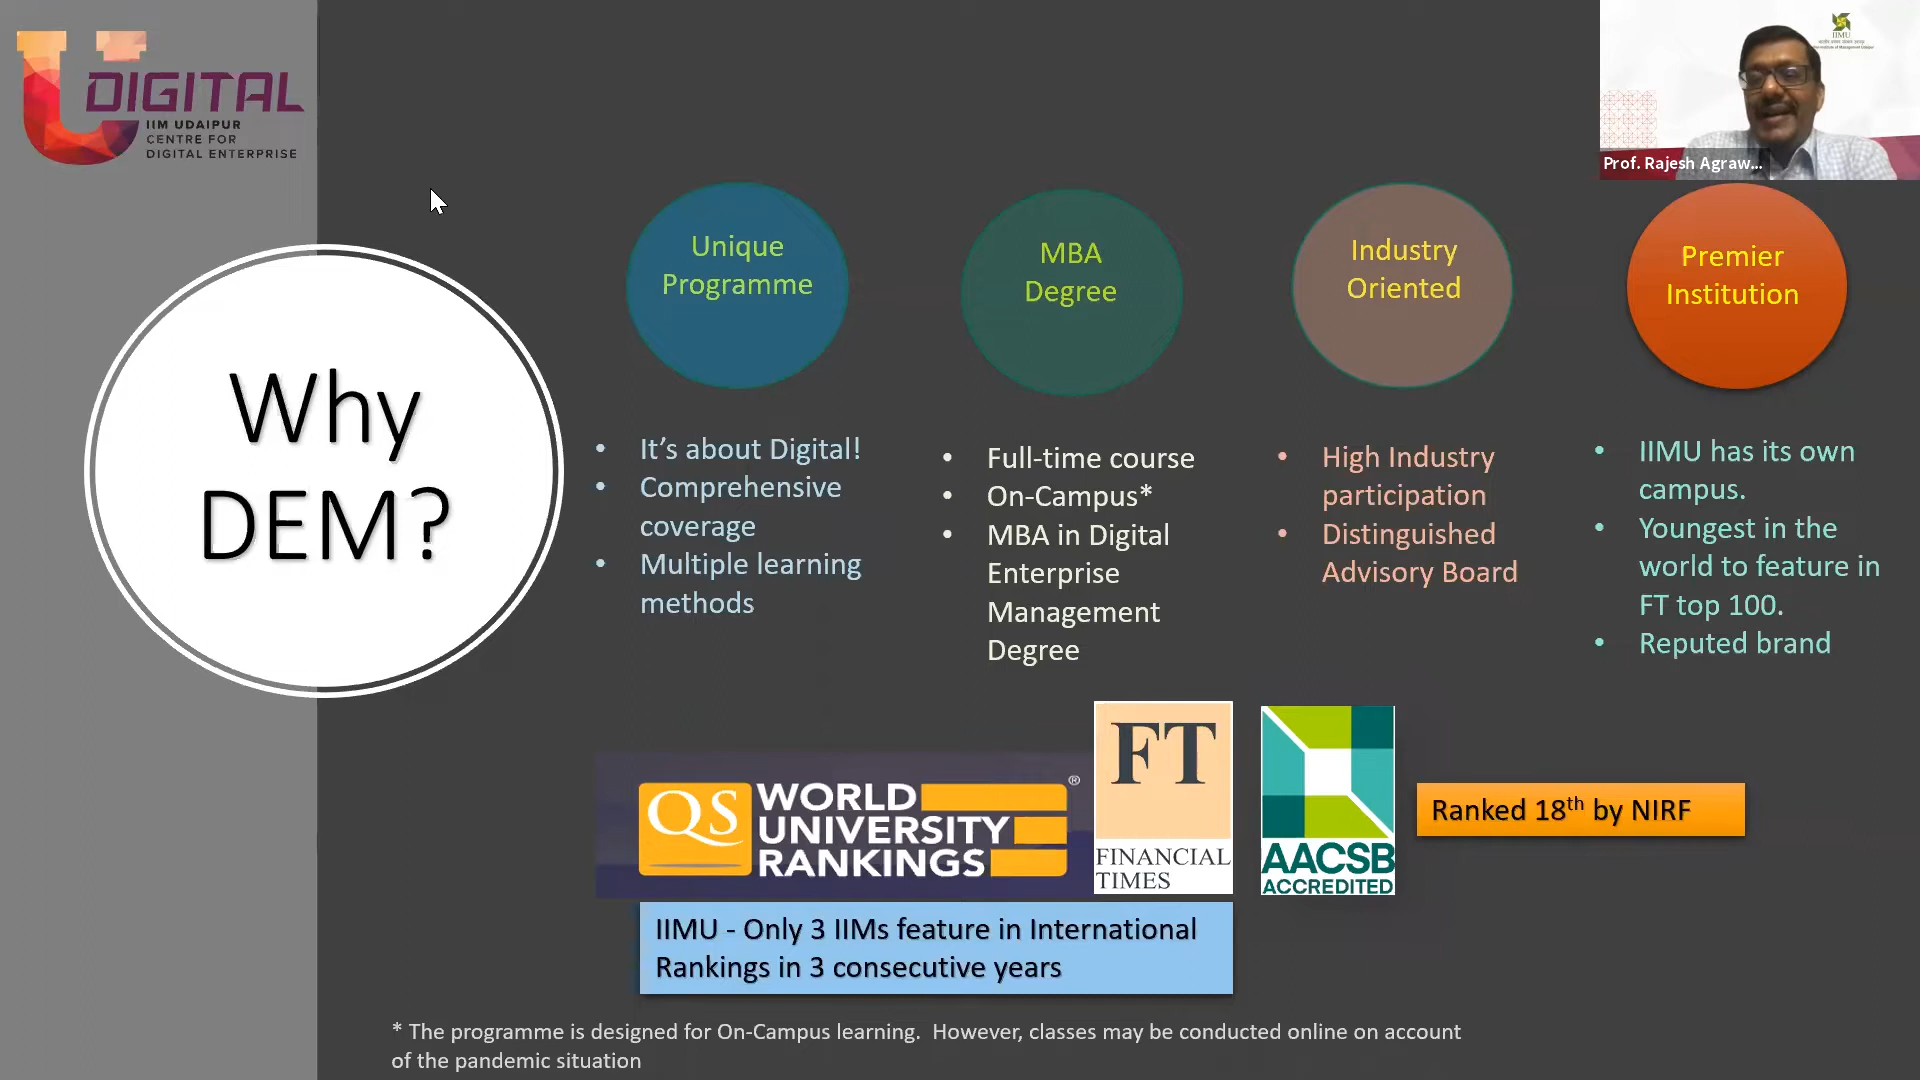 DIGITAL
IIM UDAIPUR
CENTRE FOR
DIGITAL ENTERPRISE
IIMU
Prof. Rajesh Agraw...
Why
DEM?
Unique
Programme
It’s about Digital!
Comprehensive
coverage
Multiple learning
methods
MBA
Degree
Full-time course
On-Campus*
MBA in Digital
Enterprise
Management
Degree
Industry
Oriented
High Industry
participation
Distinguished
Advisory Board
Premier
Institution
IIMU has its own
campus.
Youngest in the
world to feature in
FT top 100.
Reputed brand
QS
WORLD
UNIVERSITY
RANKINGS
®
FT
FINANCIAL
TIMES
AACSB
ACCREDITED
Ranked 18th by NIRF
IIMU - Only 3 IIMs feature in International
Rankings in 3 consecutive years
* The programme is designed for On-Campus learning.  However, classes may be conducted online on account
of the pandemic situation